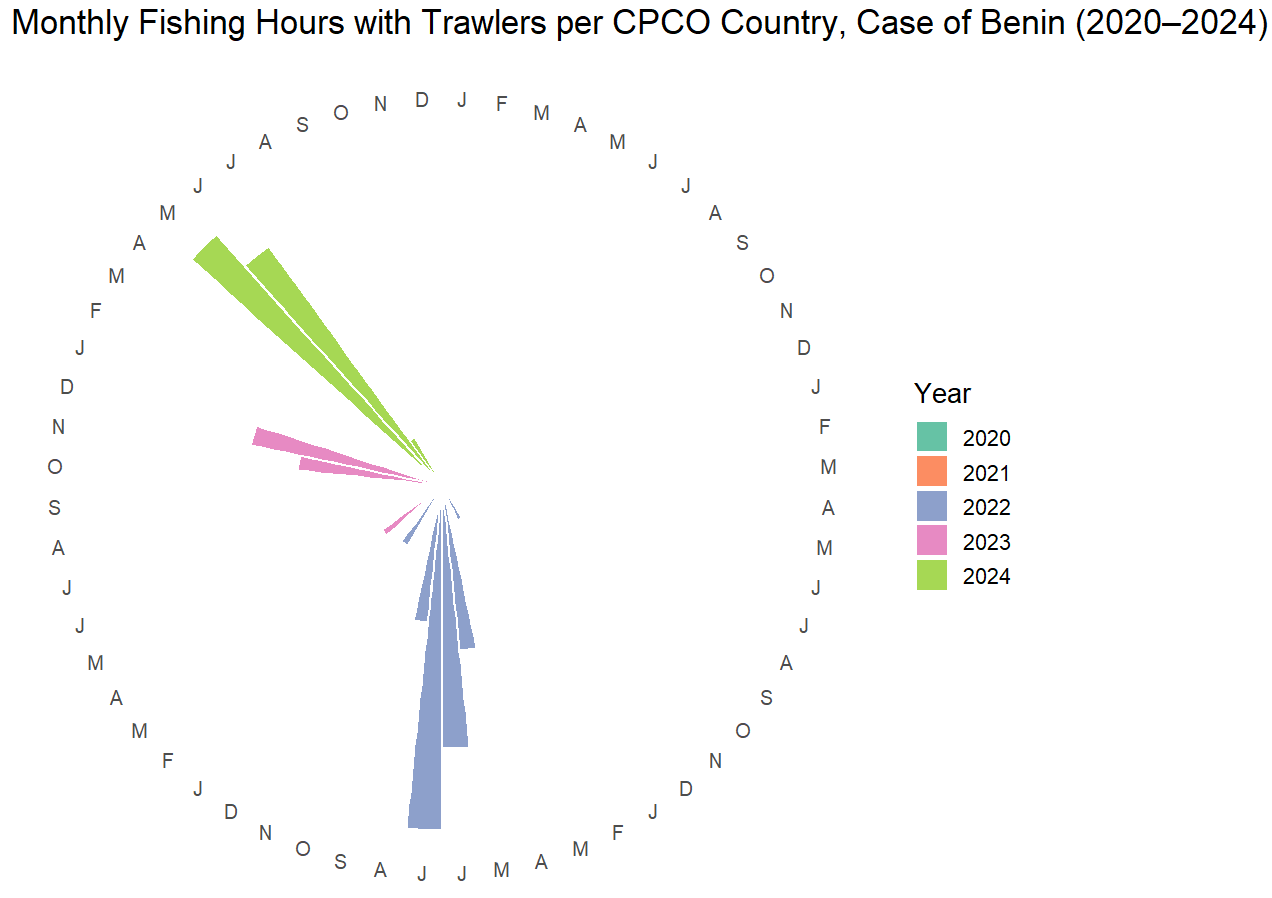 Monthly Fishing Hours with Trawlers per CPCO Country, Case of Benin (2020–2024)
J
F
M
A
M
J
J
A
S
O
N
D
J
F
M
A
M
J
J
A
S
O
N
D
J
F
M
A
M
J
J
A
S
O
N
D
J
F
M
A
M
J
J
A
S
O
N
D
J
F
M
A
M
J
J
A
S
O
N
D
Year
2020
2021
2022
2023
2024